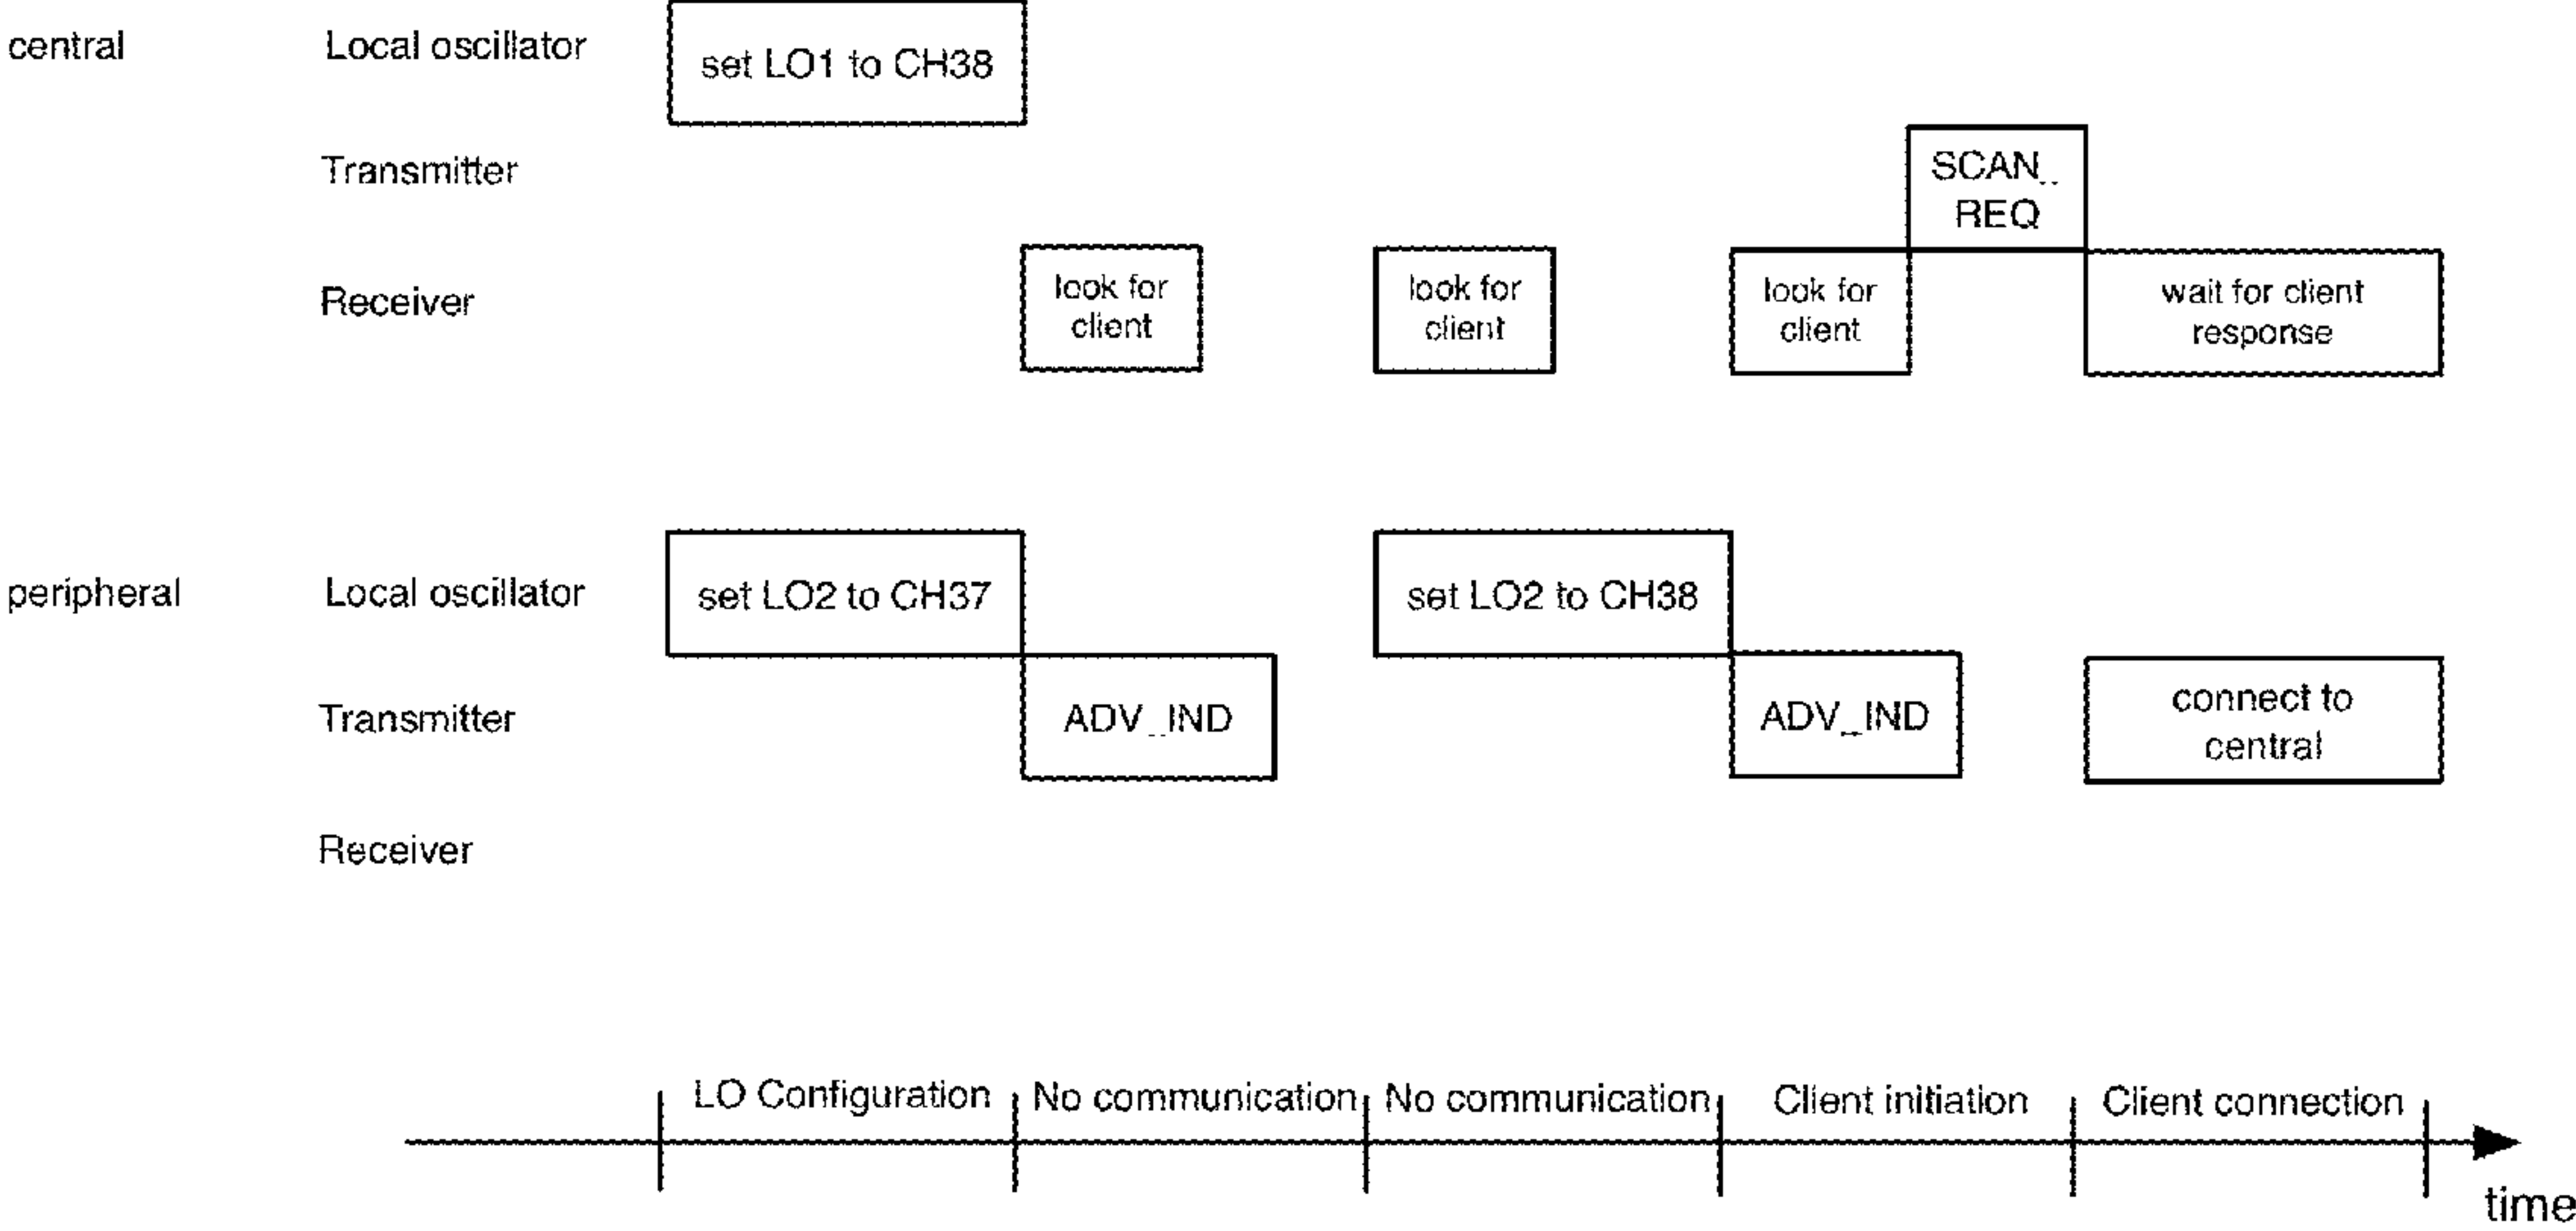 central
Local oscillator
set LO1 to CH38
Transmitter
SCAN_
REQ
Receiver
look for
client
look for
client
look for
client
wait for client
response
peripheral
Local oscillator
set LO2 to CH37
set LO2 to CH38
Transmitter
ADV_IND
ADV_IND
connect to
central
Receiver
LO Configuration
No communication
No communication
Client initiation
Client connection
time